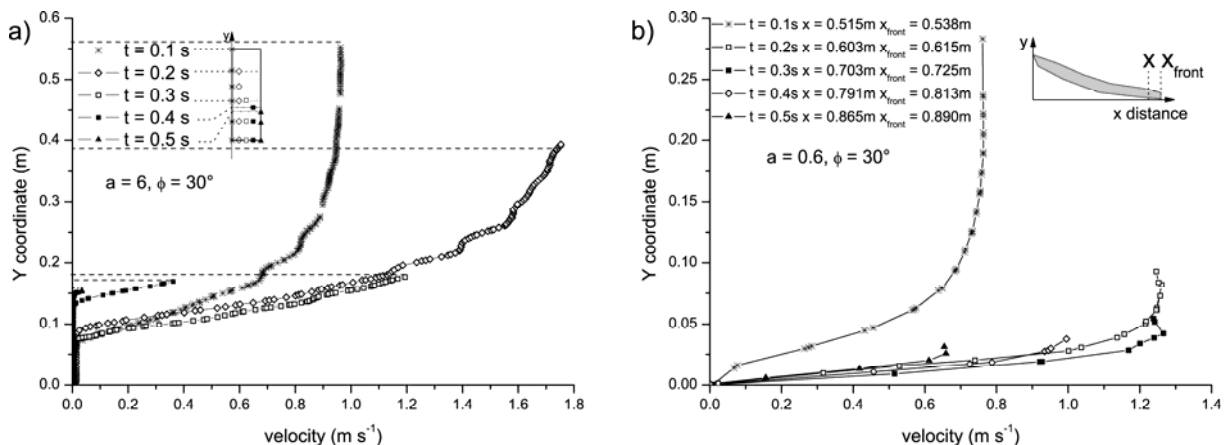 a)
0.6
0.5
0.4
0.3
0.2
0.1
0.0
Y coordinate (m)
t = 0.1 s
t = 0.2 s
t = 0.3 s
t = 0.4 s
t = 0.5 s
y
a = 6, ϕ = 30°
0.0 0.2 0.4 0.6 0.8 1.0 1.2 1.4 1.6 1.8
velocity (m s⁻¹)
b)
0.30
0.25
0.20
0.15
0.10
0.05
0.00
Y coordinate (m)
t = 0.1s x = 0.515m x_front = 0.538m
t = 0.2s x = 0.603m x_front = 0.615m
t = 0.3s x = 0.703m x_front = 0.725m
t = 0.4s x = 0.791m x_front = 0.813m
t = 0.5s x = 0.865m x_front = 0.890m
y
X X_front
x distance
a = 0.6, ϕ = 30°
0.0 0.2 0.4 0.6 0.8 1.0 1.2 1.4
velocity (m s⁻¹)